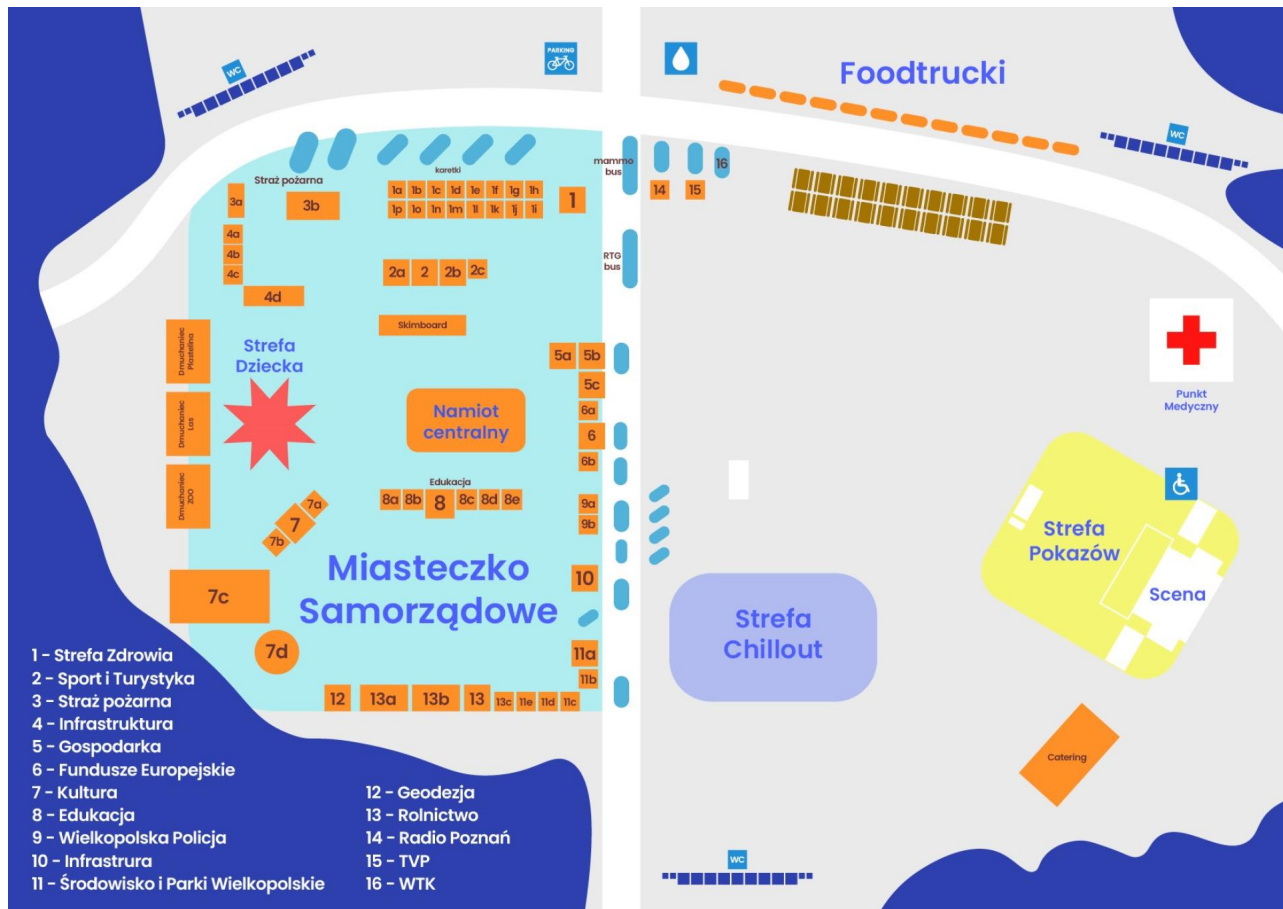 WC
PARKING
Foodtrucki
WC
Straż pożarna
karetki
mammo
bus
16
14
15
3a
3b
1a 1b 1c 1d 1e 1f 1g 1h
1p 1o 1n 1m 1l 1k 1j 1i
1
4a
4b
4c
4d
2a 2 2b 2c
RTG
bus
Skimboard
Dmuchaniec
Plastelina
Strefa
Dziecka
5a 5b
5c
Punkt
Medyczny
Dmuchaniec
Las
Namiot
centralny
6a
6
6b
Dmuchaniec
ZOO
Edukacja
8a 8b 8 8c 8d 8e
9a
9b
7a
7
7b
Strefa
Pokazów
Scena
Miasteczko
Samorządowe
10
7c
7d
Strefa
Chillout
11a
11b
12 13a 13b 13 13c 11e 11d 11c
Catering
1 - Strefa Zdrowia
2 - Sport i Turystyka
3 - Straż pożarna
4 - Infrastruktura
5 - Gospodarka
6 - Fundusze Europejskie
7 - Kultura
8 - Edukacja
9 - Wielkopolska Policja
10 - Infrastrura
11 - Środowisko i Parki Wielkopolskie
12 - Geodezja
13 - Rolnictwo
14 - Radio Poznań
15 - TVP
16 - WTK
WC